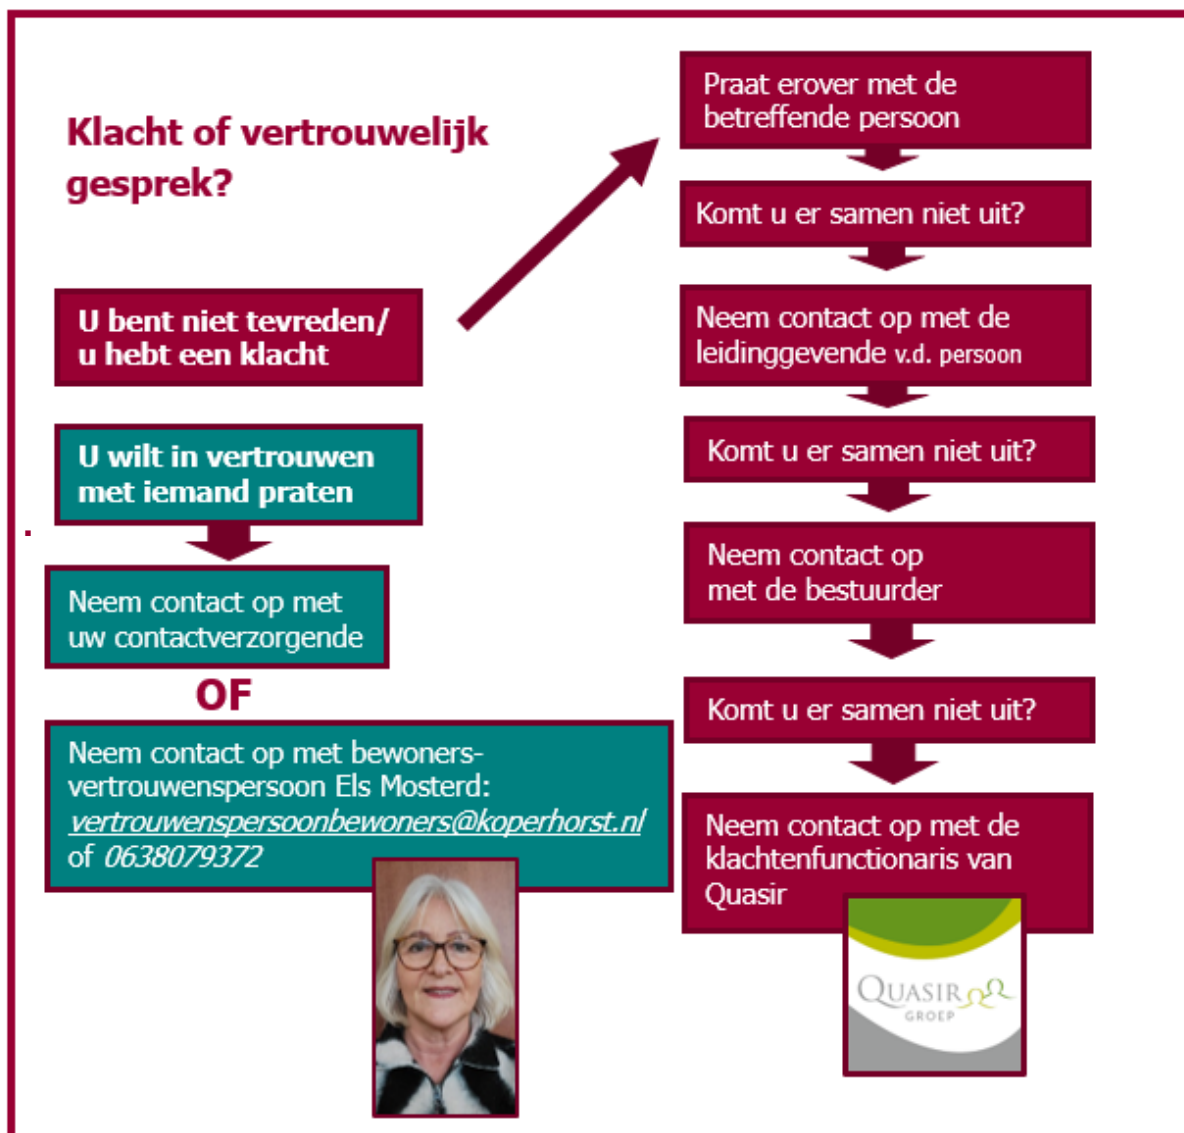 Klacht of vertrouwelijk
gesprek?
U bent niet tevreden/
u hebt een klacht
U wilt in vertrouwen
met iemand praten
Neem contact op met
uw contactverzorgende
OF
Neem contact op met bewoners-
vertrouwenspersoon Els Mosterd:
vertrouwenspersoonbewoners@koperhorst.nl
of 0638079372
Praat erover met de
betreffende persoon
Komt u er samen niet uit?
Neem contact op met de
leidinggevende v.d. persoon
Komt u er samen niet uit?
Neem contact op
met de bestuurder
Komt u er samen niet uit?
Neem contact op met de
klachtenfunctionaris van
Quasir
QUASIR
GROEP